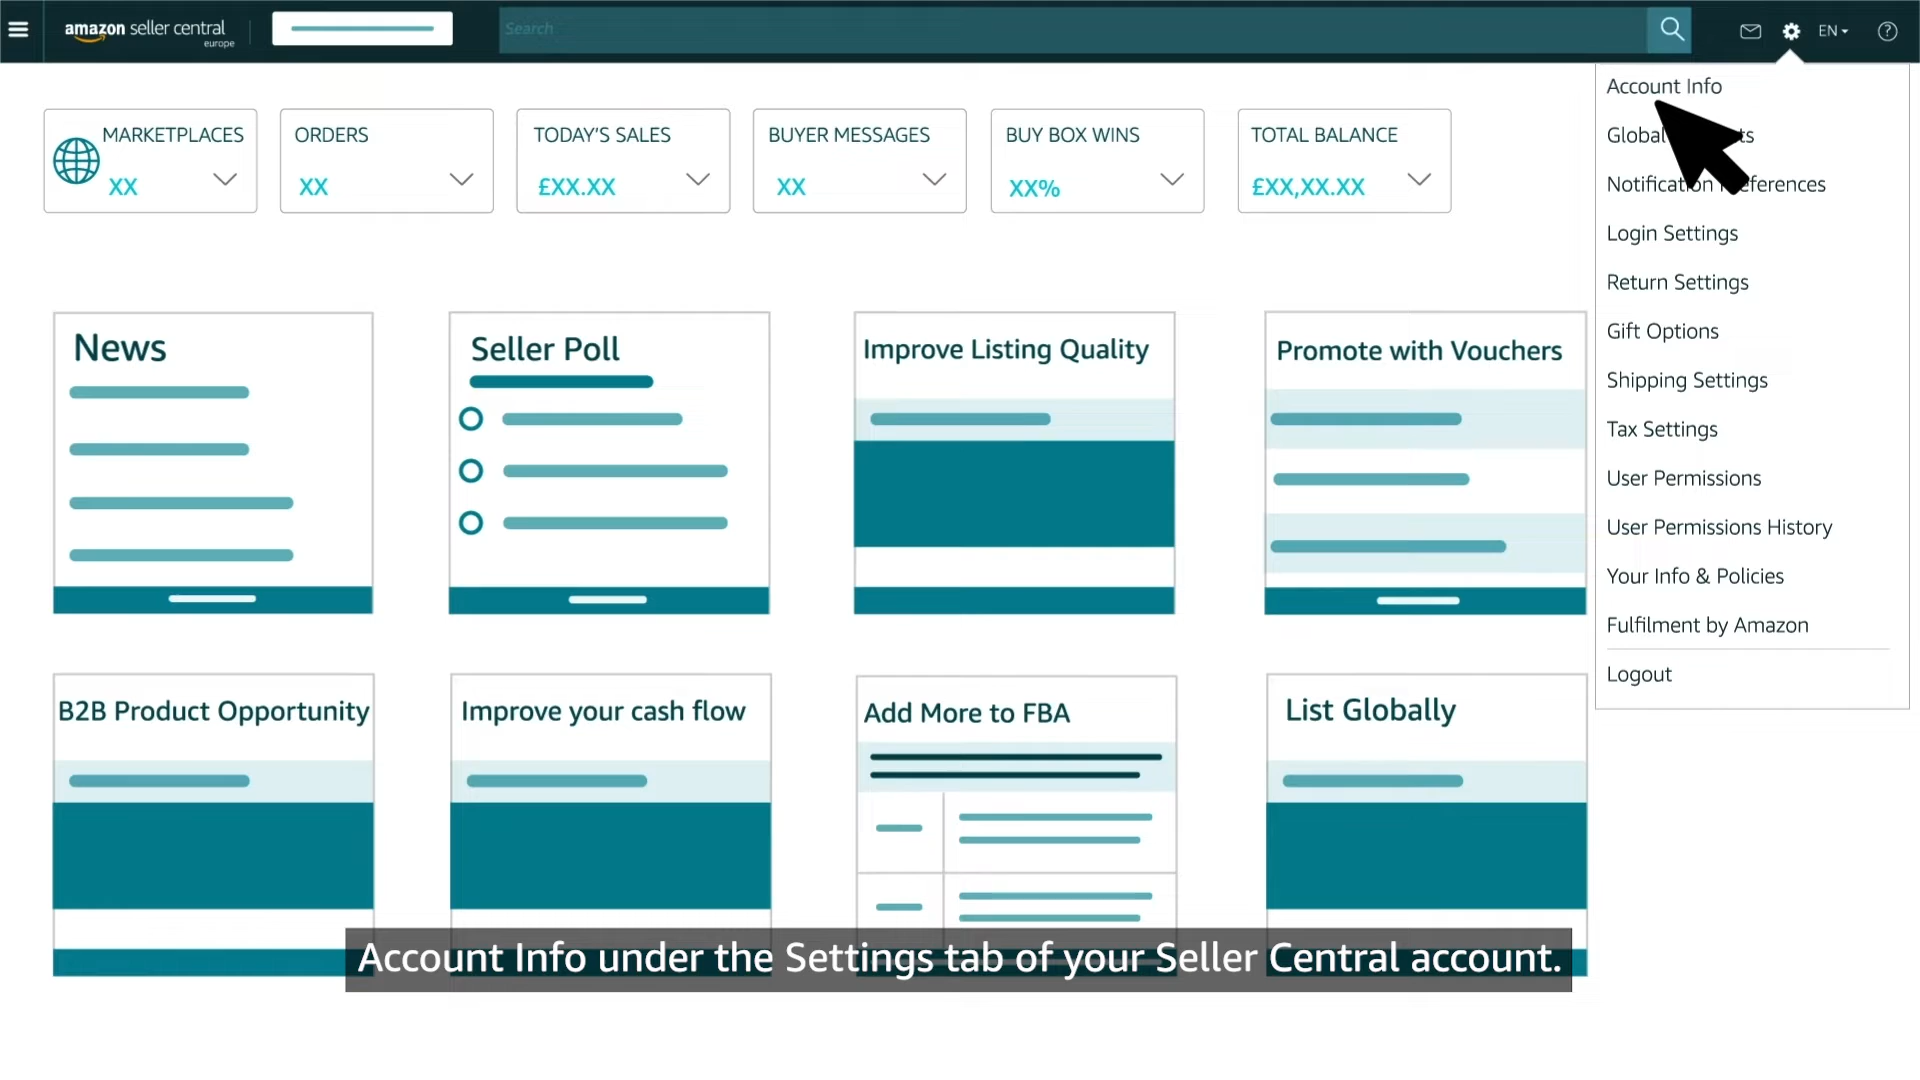 amazon seller central
europe
Search
EN
MARKETPLACES
XX
ORDERS
XX
TODAY'S SALES
£XX.XX
BUYER MESSAGES
XX
BUY BOX WINS
XX%
TOTAL BALANCE
£XX,XX.XX
Account Info
Global
Notification
Login Settings
Return Settings
Gift Options
Shipping Settings
Tax Settings
User Permissions
User Permissions History
Your Info & Policies
Fulfilment by Amazon
Logout
News
Seller Poll
Improve Listing Quality
Promote with Vouchers
B2B Product Opportunity
Improve your cash flow
Add More to FBA
List Globally
Account Info under the Settings tab of your Seller Central account.